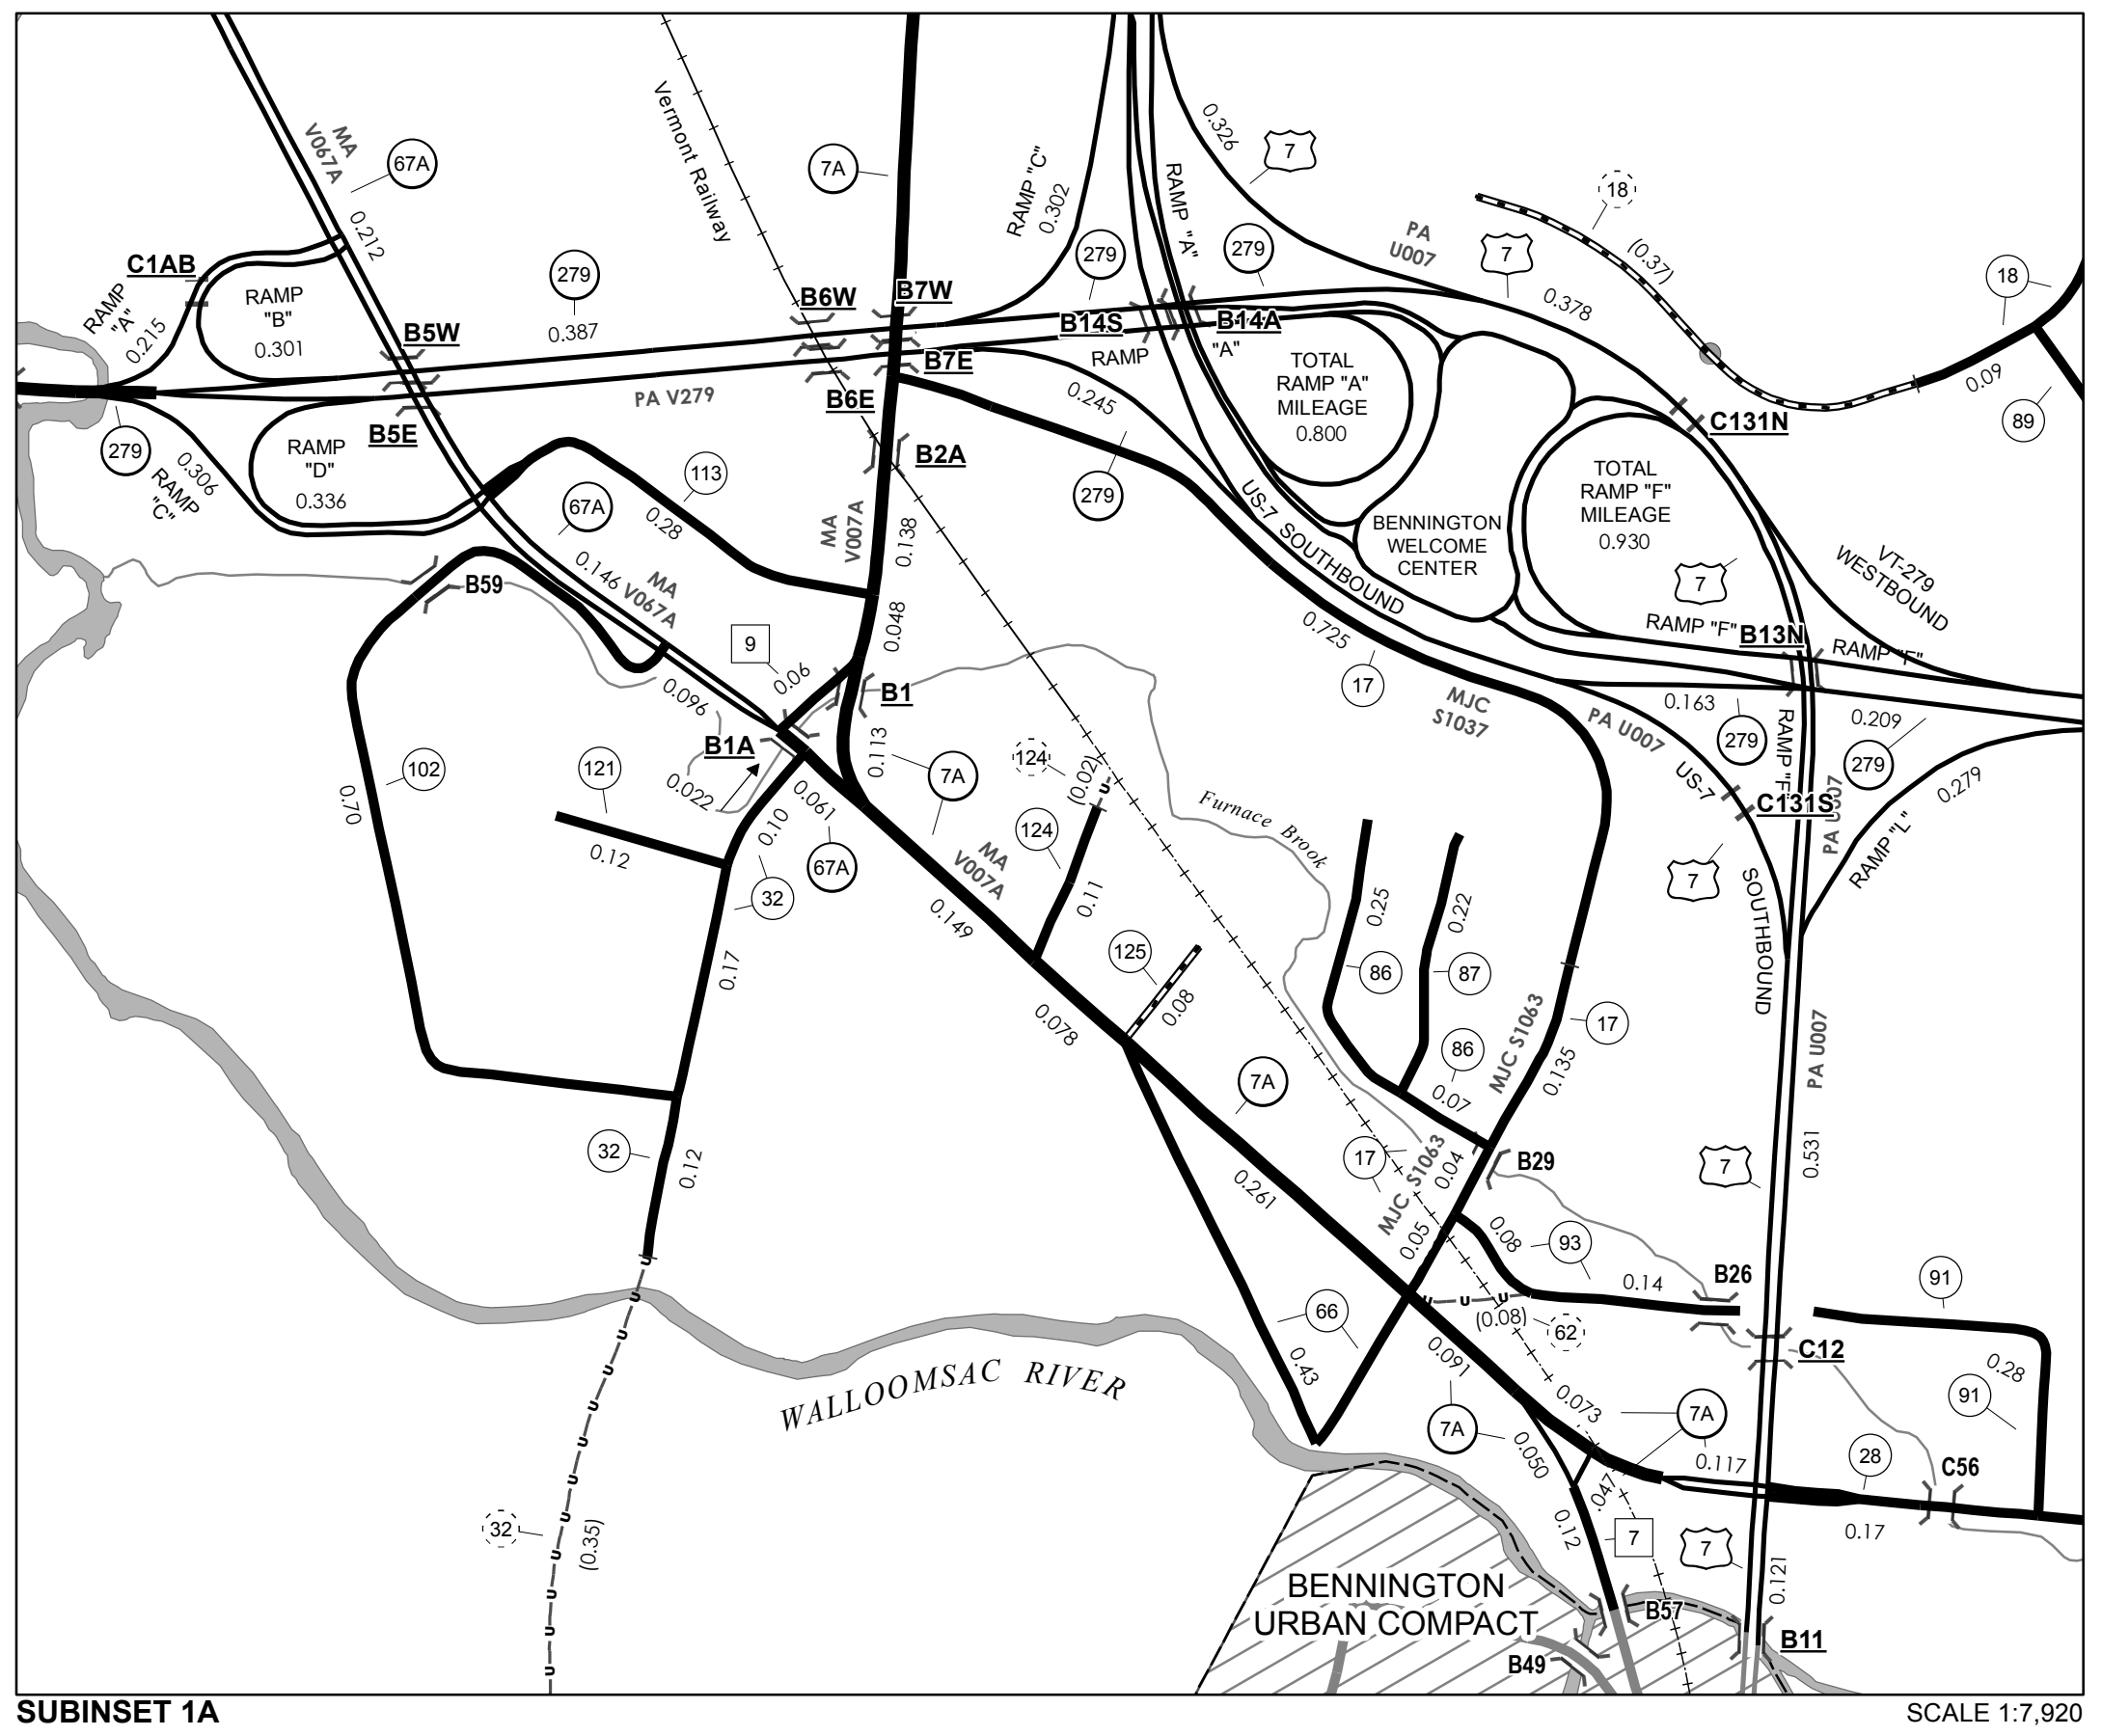 MA
V067A
67A
0.212
Vermont Railway
7A
RAMP "C"
0.302
RAMP "A"
0.326
7
279
279
PA
U007
7
18
(0.37)
0.378
18
0.09
89
C1AB
RAMP
"A"
0.215
RAMP
"B"
0.301
B5W
279
0.387
B6W
B7W
B14S
B14A
RAMP
"A"
B7E
B6E
PA V279
B5E
279
0.306
RAMP
"C"
RAMP
"D"
0.336
113
0.28
67A
B2A
0.245
279
TOTAL
RAMP "A"
MILEAGE
0.800
C131N
TOTAL
RAMP "F"
MILEAGE
0.930
US-7 SOUTHBOUND
BENNINGTON
WELCOME
CENTER
7
VT-279
WESTBOUND
MA
V007A
0.138
0.048
B59
0.146
MA
V067A
9
0.06
0.096
B1
B1A
0.022
0.113
0.725
17
MJC
S1037
RAMP "F"
B13N
RAMP "F"
PA U007
0.163
279
RAMP "F"
0.209
279
US-7
C131S
PA U007
0.279
RAMP "L"
7
SOUTHBOUND
102
0.70
121
0.12
0.10
0.061
67A
32
7A
124
(0.02)
124
0.11
Furnace Brook
MA
V007A
0.149
0.17
125
0.08
0.078
0.25
86
0.22
87
86
0.07
MJC S1063
17
0.135
PA U007
32
0.12
7A
0.261
17
MJC S1063
0.04
0.05
B29
7
0.531
0.08
93
0.14
B26
91
(0.08)
62
66
0.43
C12
0.28
91
WALLOOMSAC RIVER
0.091
7A
0.073
7A
0.050
0.117
28
C56
.047
0.12
7
0.17
7
0.121
32
(0.35)
BENNINGTON
URBAN COMPACT
B57
B49
B11
SUBINSET 1A
SCALE 1:7,920